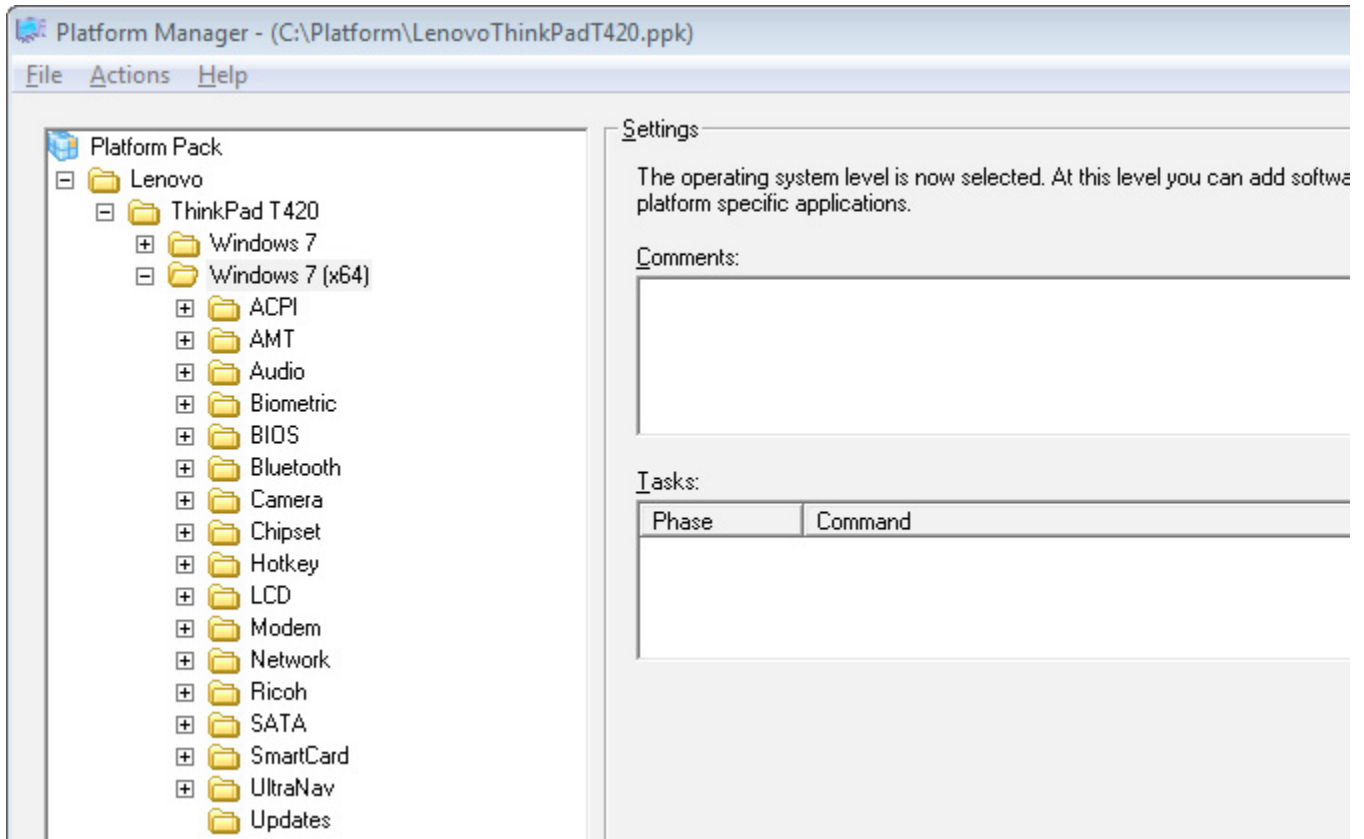 Platform Manager - (C:\Platform\LenovoThinkPadT420.ppk)
File Actions Help
Platform Pack
Lenovo
ThinkPad T420
Windows 7
Windows 7 (x64)
ACPI
AMT
Audio
Biometric
BIOS
Bluetooth
Camera
Chipset
Hotkey
LCD
Modem
Network
Ricoh
SATA
SmartCard
UltraNav
Updates
Settings
The operating system level is now selected. At this level you can add softwa
platform specific applications.
Comments:
Tasks:
Phase Command